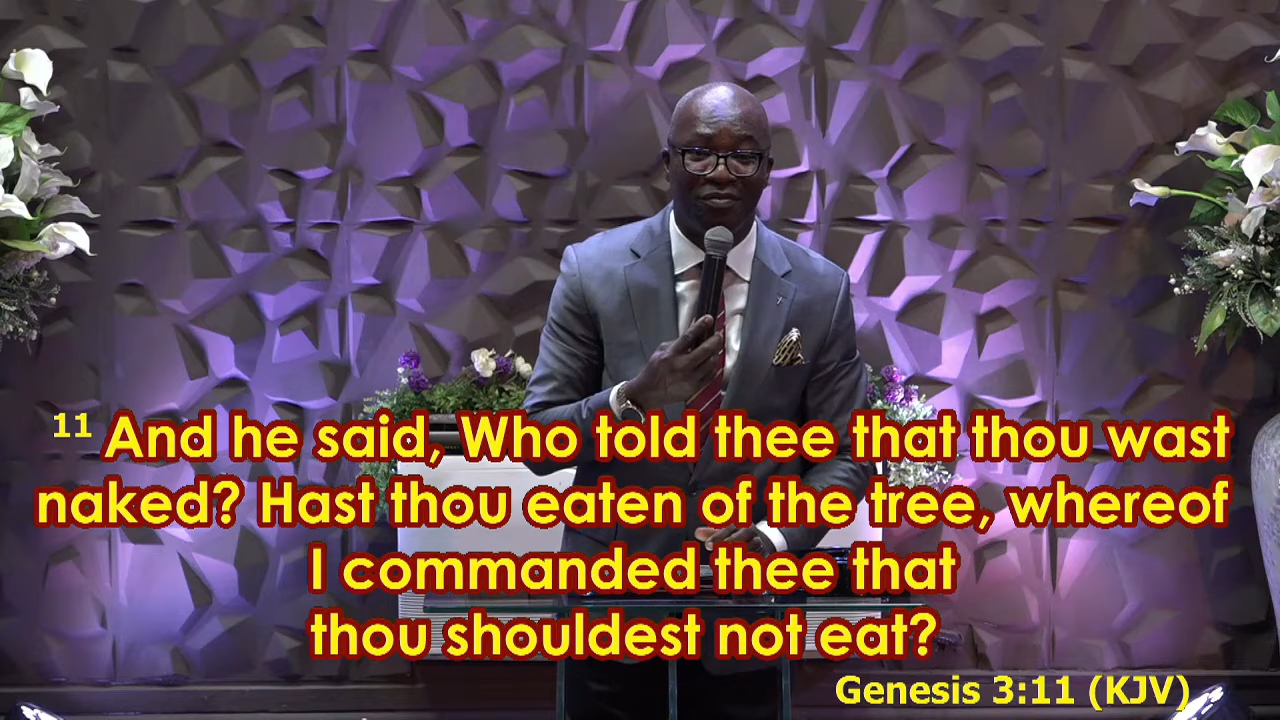 11 And he said, Who told thee that thou wast
naked? Hast thou eaten of the tree, whereof
I commanded thee that
thou shouldest not eat?
Genesis 3:11 (KJV)